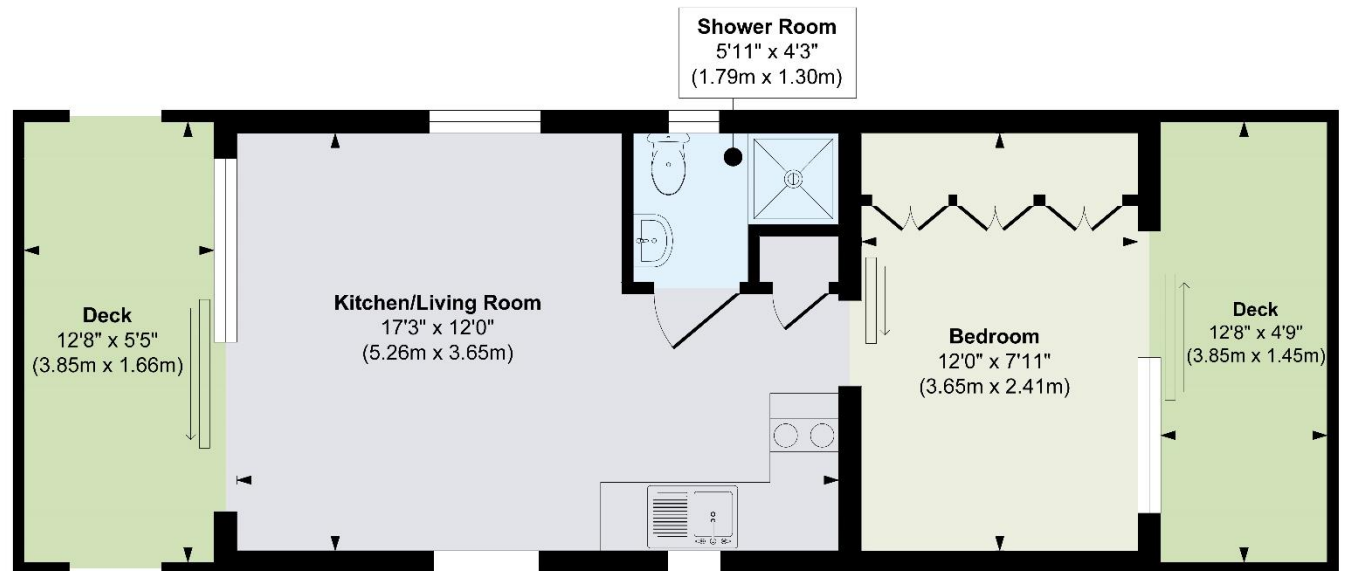 Shower Room
5'11" x 4'3"
(1.79m x 1.30m)
Deck
12'8" x 5'5"
(3.85m x 1.66m)
Kitchen/Living Room
17'3" x 12'0"
(5.26m x 3.65m)
Bedroom
12'0" x 7'11"
(3.65m x 2.41m)
Deck
12'8" x 4'9"
(3.85m x 1.45m)